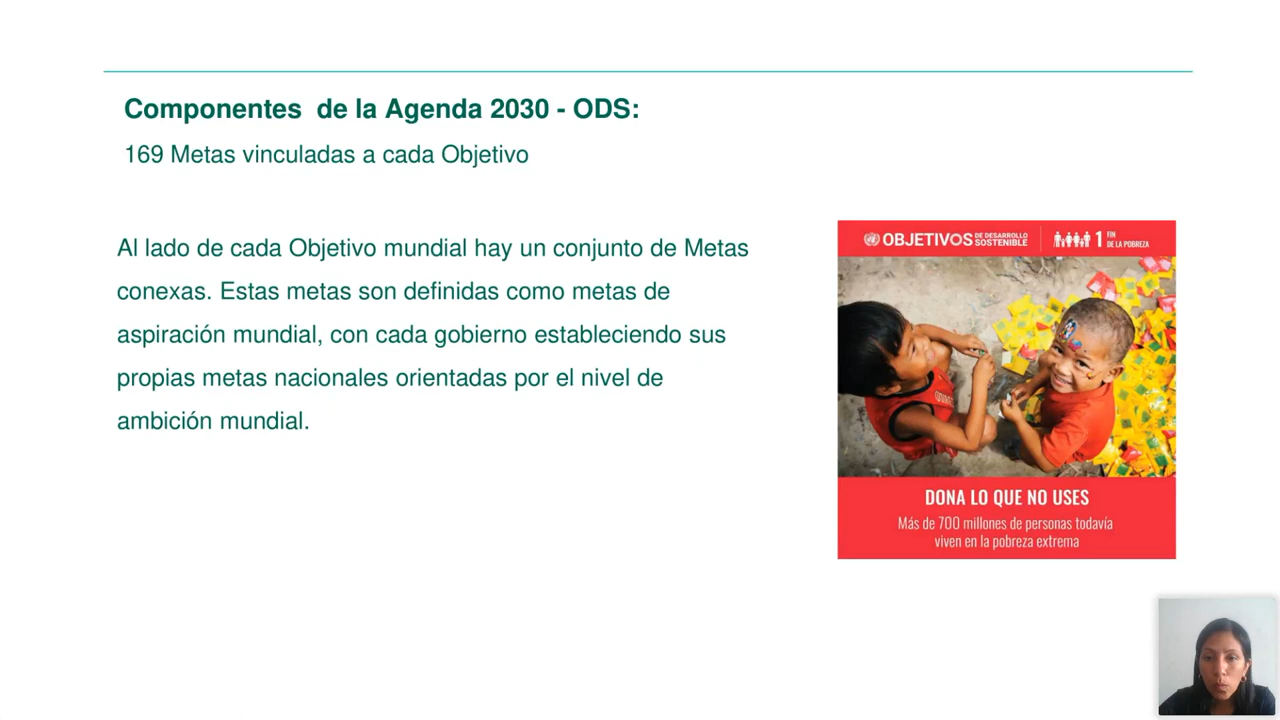 Componentes de la Agenda 2030 - ODS:
169 Metas vinculadas a cada Objetivo
Al lado de cada Objetivo mundial hay un conjunto de Metas
conexas. Estas metas son definidas como metas de
aspiración mundial, con cada gobierno estableciendo sus
propias metas nacionales orientadas por el nivel de
ambición mundial.
OBJETIVOS DE DESARROLLO SOSTENIBLE
1 FIN DE LA POBREZA
DONA LO QUE NO USES
Más de 700 millones de personas todavía
viven en la pobreza extrema